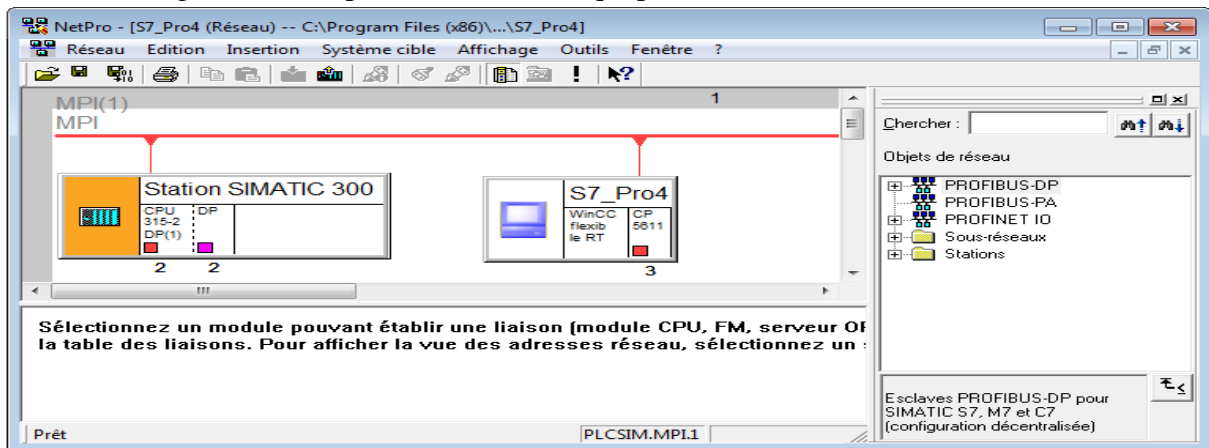 NetPro - [S7_Pro4 (Réseau) -- C:\Program Files (x86)\...\S7_Pro4]
Réseau Edition Insertion Système cible Affichage Outils Fenêtre ?
MPI(1)
MPI
1
Station SIMATIC 300
CPU
315-2
DP(1)
DP
2 2
S7_Pro4
WinCC
flexib
le RT
CP
5611
3
Sélectionnez un module pouvant établir une liaison (module CPU, FM, serveur
la table des liaisons. Pour afficher la vue des adresses réseau, sélectionnez un
Prêt
PLCSIM.MPI.1
Chercher :
Objets de réseau
PROFIBUS-DP
PROFIBUS-PA
PROFINET IO
Sous-réseaux
Stations
Esclaves PROFIBUS-DP pour
SIMATIC S7, M7 et C7
(configuration décentralisée)